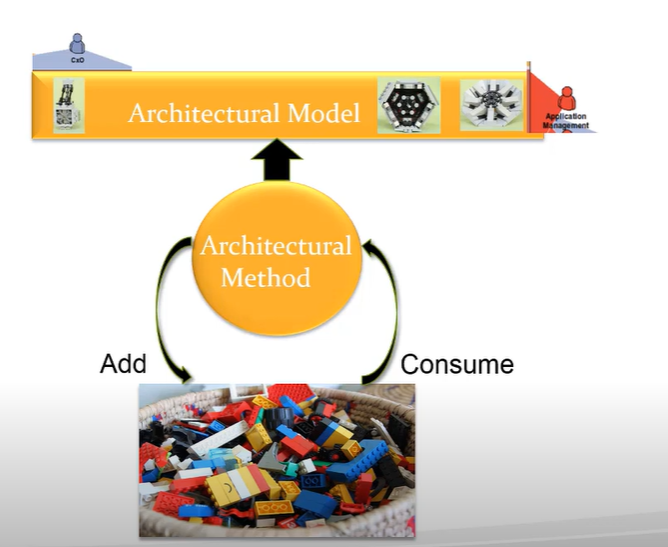 CxO
Architectural Model
Application
Management
Architectural
Method
Add
Consume